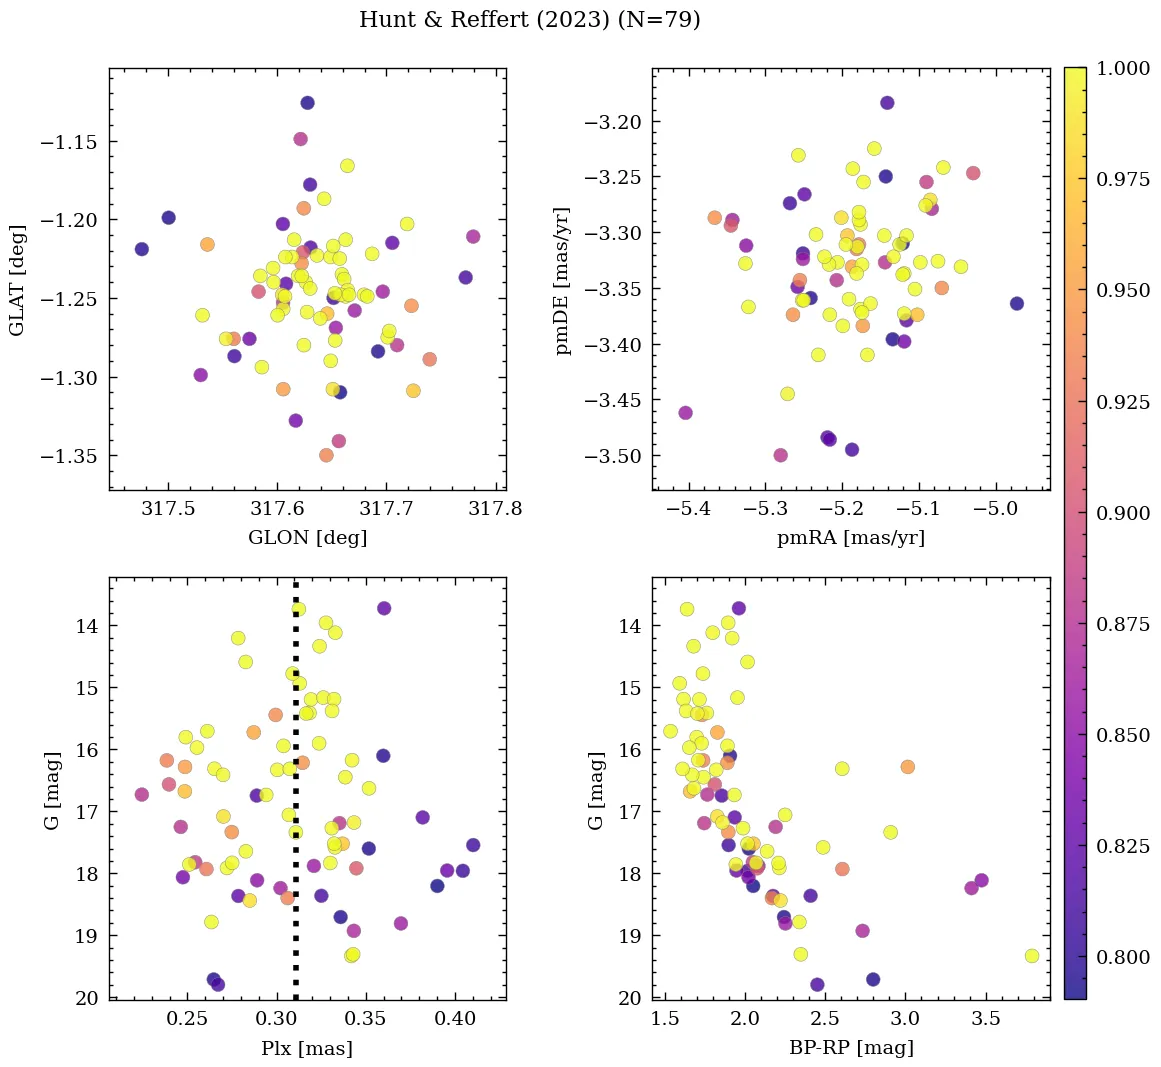 Hunt & Reffert (2023) (N=79)
−1.15
−1.20
−1.25
−1.30
−1.35
GLAT [deg]
317.5 317.6 317.7 317.8
GLON [deg]
−3.20
−3.25
−3.30
−3.35
−3.40
−3.45
−3.50
pmDE [mas/yr]
−5.4 −5.3 −5.2 −5.1 −5.0
pmRA [mas/yr]
14
15
16
17
18
19
20
G [mag]
0.25 0.30 0.35 0.40
Plx [mas]
14
15
16
17
18
19
20
G [mag]
1.5 2.0 2.5 3.0 3.5
BP-RP [mag]
1.000
0.975
0.950
0.925
0.900
0.875
0.850
0.825
0.800